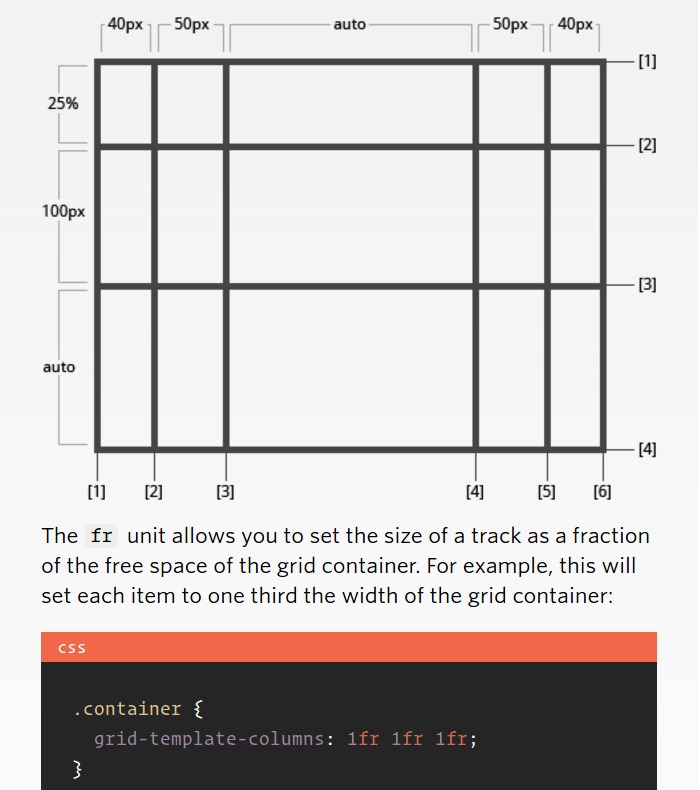 40px 50px auto 50px 40px
[1]
25%
[2]
100px
[3]
auto
[4]
[1] [2] [3] [4] [5] [6]
The fr unit allows you to set the size of a track as a fraction
of the free space of the grid container. For example, this will
set each item to one third the width of the grid container:
css
.container {
grid-template-columns: 1fr 1fr 1fr;
}